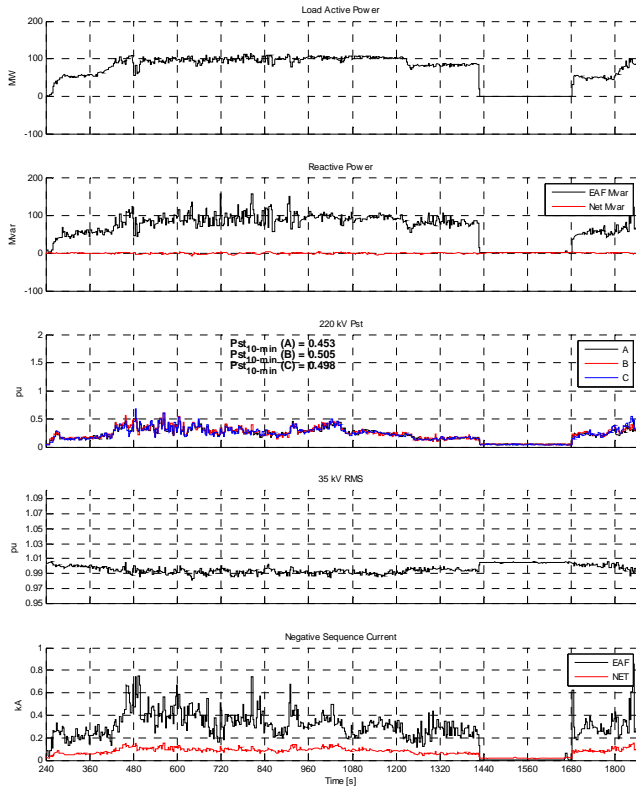 Load Active Power
200
100
0
-100
MW
Reactive Power
200
100
0
-100
Mvar
EAF Mvar
Net Mvar
220 kV Pst
2
1.5
1
0.5
0
pu
Pst10-min (A) = 0.453
Pst10-min (B) = 0.505
Pst10-min (C) = 0.498
A
B
C
35 kV RMS
1.09
1.07
1.05
1.03
1.01
0.99
0.97
0.95
pu
Negative Sequence Current
1
0.8
0.6
0.4
0.2
0
kA
EAF
NET
240 360 480 600 720 840 960 1080 1200 1320 1440 1560 1680 1800
Time [s]